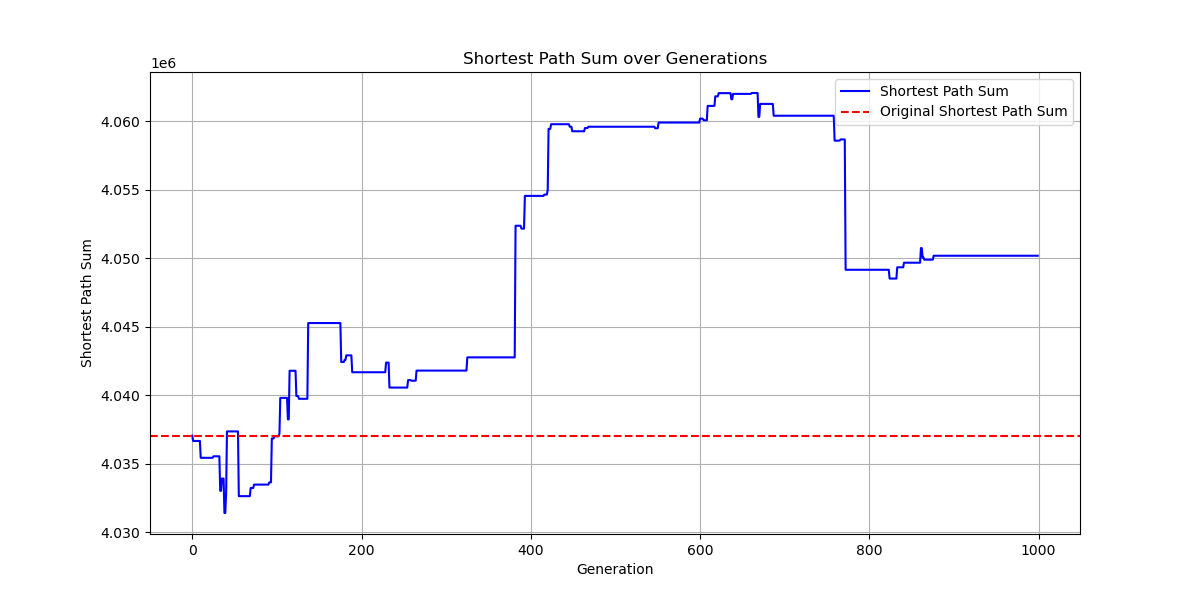 Shortest Path Sum over Generations
1e6
Shortest Path Sum
Original Shortest Path Sum
4.060
4.055
4.050
4.045
4.040
4.035
4.030
Shortest Path Sum
0 200 400 600 800 1000
Generation